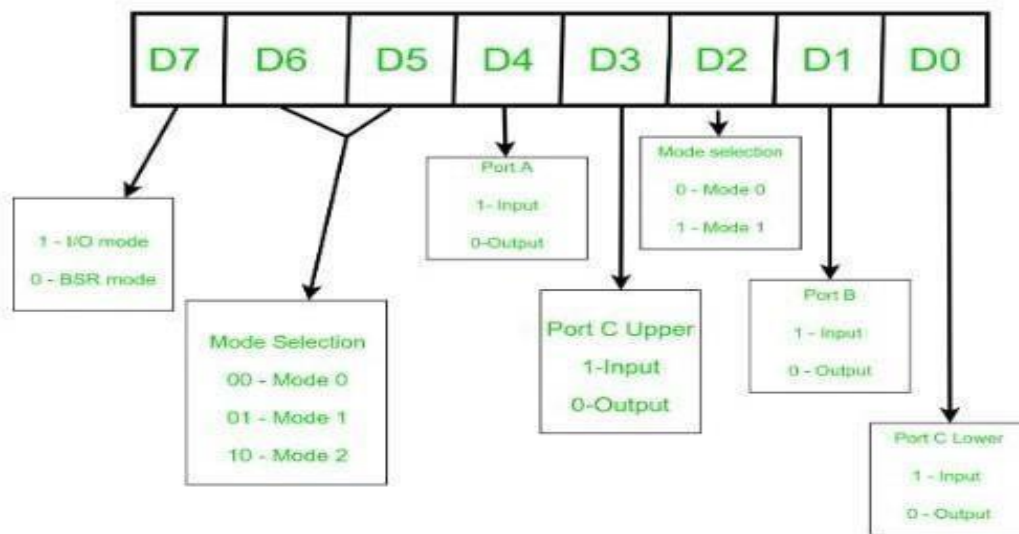 D7 D6 D5 D4 D3 D2 D1 D0
1 - I/O mode
0 - BSR mode
Mode Selection
00 - Mode 0
01 - Mode 1
10 - Mode 2
Port A
1- Input
0-Output
Port C Upper
1-Input
0-Output
Mode selection
0 - Mode 0
1 - Mode 1
Port B
1 - Input
0 - Output
Port C Lower
1 - Input
0 - Output